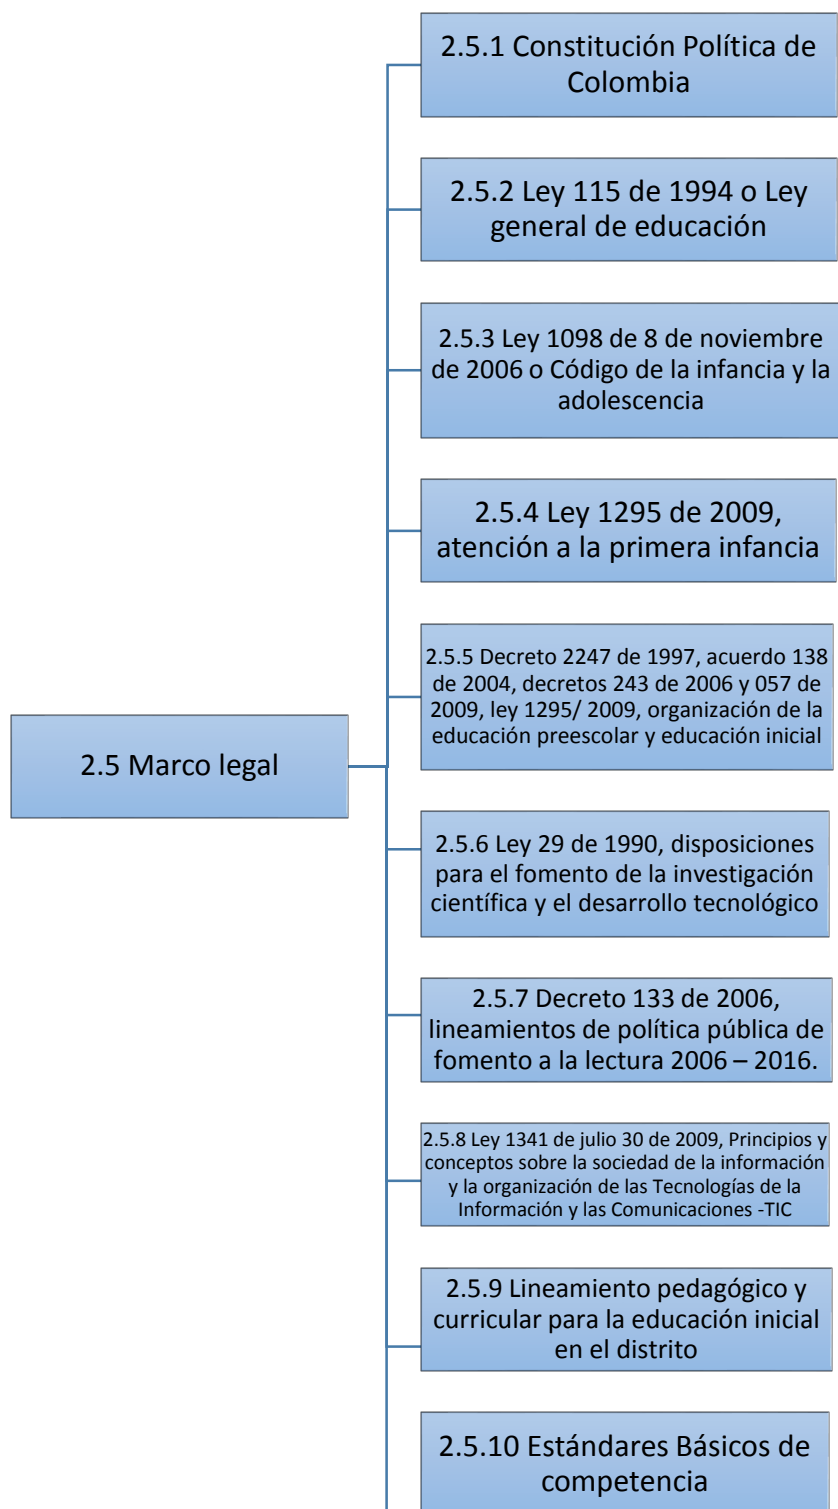 2.5.1 Constitución Política de
Colombia
2.5.2 Ley 115 de 1994 o Ley
general de educación
2.5.3 Ley 1098 de 8 de noviembre
de 2006 o Código de la infancia y la
adolescencia
2.5.4 Ley 1295 de 2009,
atención a la primera infancia
2.5.5 Decreto 2247 de 1997, acuerdo 138
de 2004, decretos 243 de 2006 y 057 de
2009, ley 1295/ 2009, organización de la
educación preescolar y educación inicial
2.5 Marco legal
2.5.6 Ley 29 de 1990, disposiciones
para el fomento de la investigación
científica y el desarrollo tecnológico
2.5.7 Decreto 133 de 2006,
lineamientos de política pública de
fomento a la lectura 2006 – 2016.
2.5.8 Ley 1341 de julio 30 de 2009, Principios y
conceptos sobre la sociedad de la información
y la organización de las Tecnologías de la
Información y las Comunicaciones -TIC
2.5.9 Lineamiento pedagógico y
curricular para la educación inicial
en el distrito
2.5.10 Estándares Básicos de
competencia